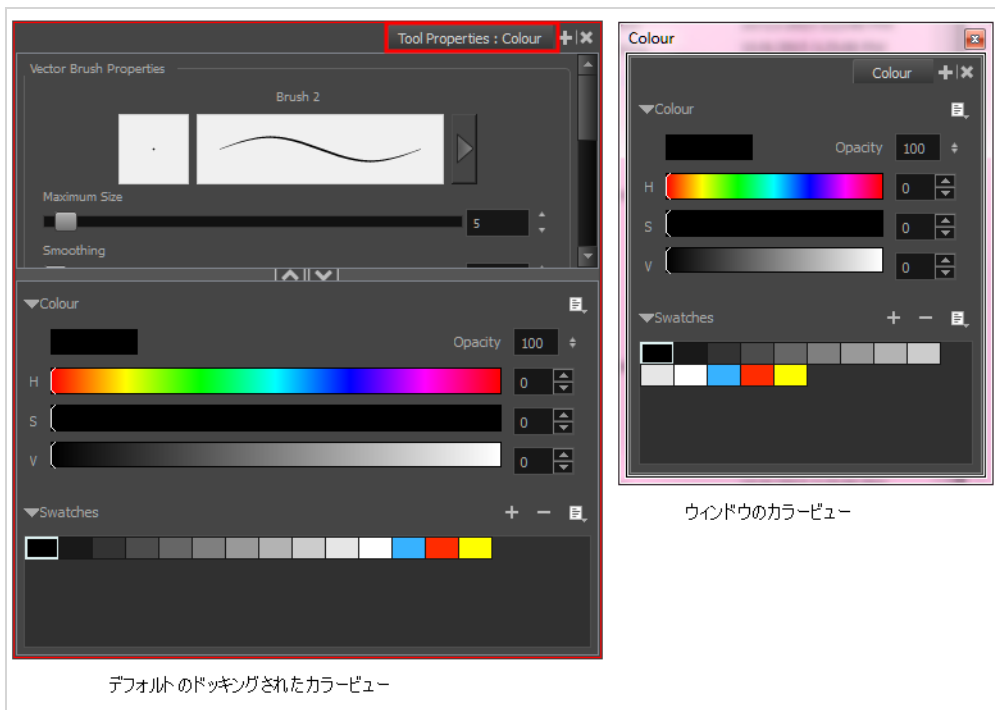 Tool Properties : Colour
Vector Brush Properties
Brush 2
Maximum Size
5
Smoothing
Colour
Opacity 100
H 0
S 0
V 0
Swatches
デフォルトのドッキングされたカラービュー
Colour
Colour
Colour
Opacity 100
H 0
S 0
V 0
Swatches
ウィンドウのカラービュー